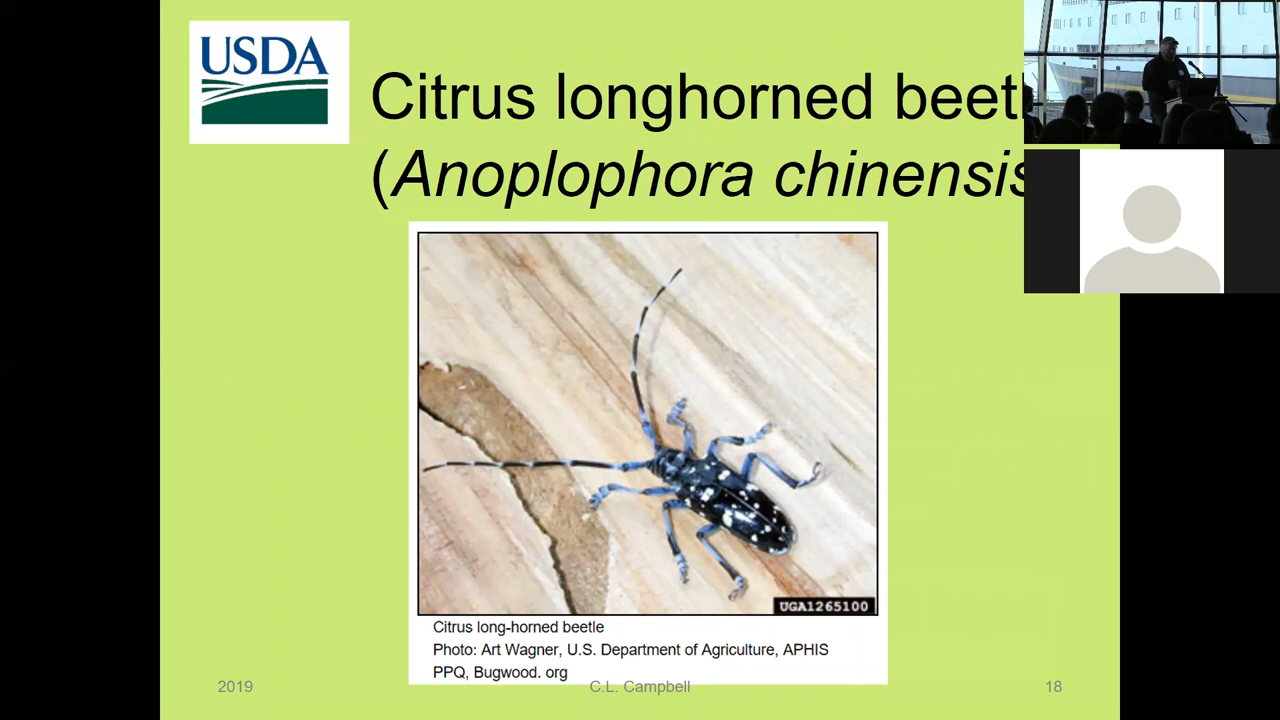 USDA
Citrus longhorned beetl
(Anoplophora chinensis
UGA1265100
Citrus long-horned beetle
Photo: Art Wagner, U.S. Department of Agriculture, APHIS
PPQ, Bugwood. org
2019
C.L. Campbell
18